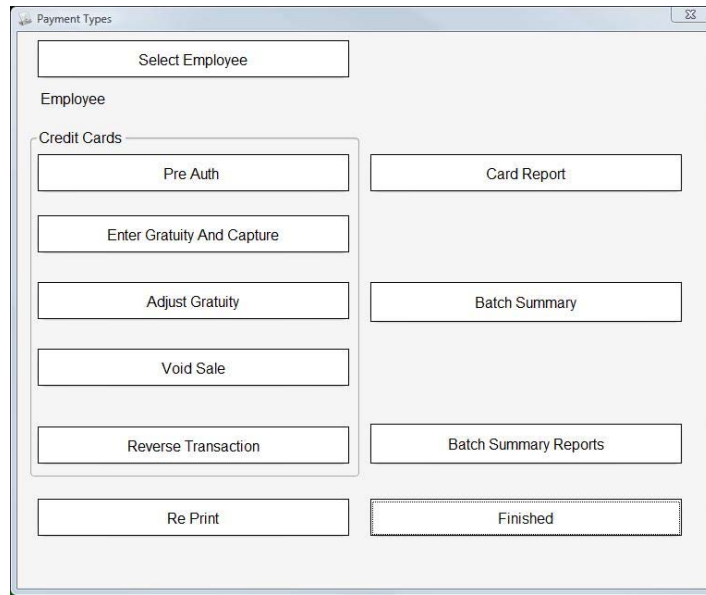 Payment Types
Select Employee
Employee
Credit Cards
Pre Auth
Card Report
Enter Gratuity And Capture
Adjust Gratuity
Batch Summary
Void Sale
Reverse Transaction
Batch Summary Reports
Re Print
Finished